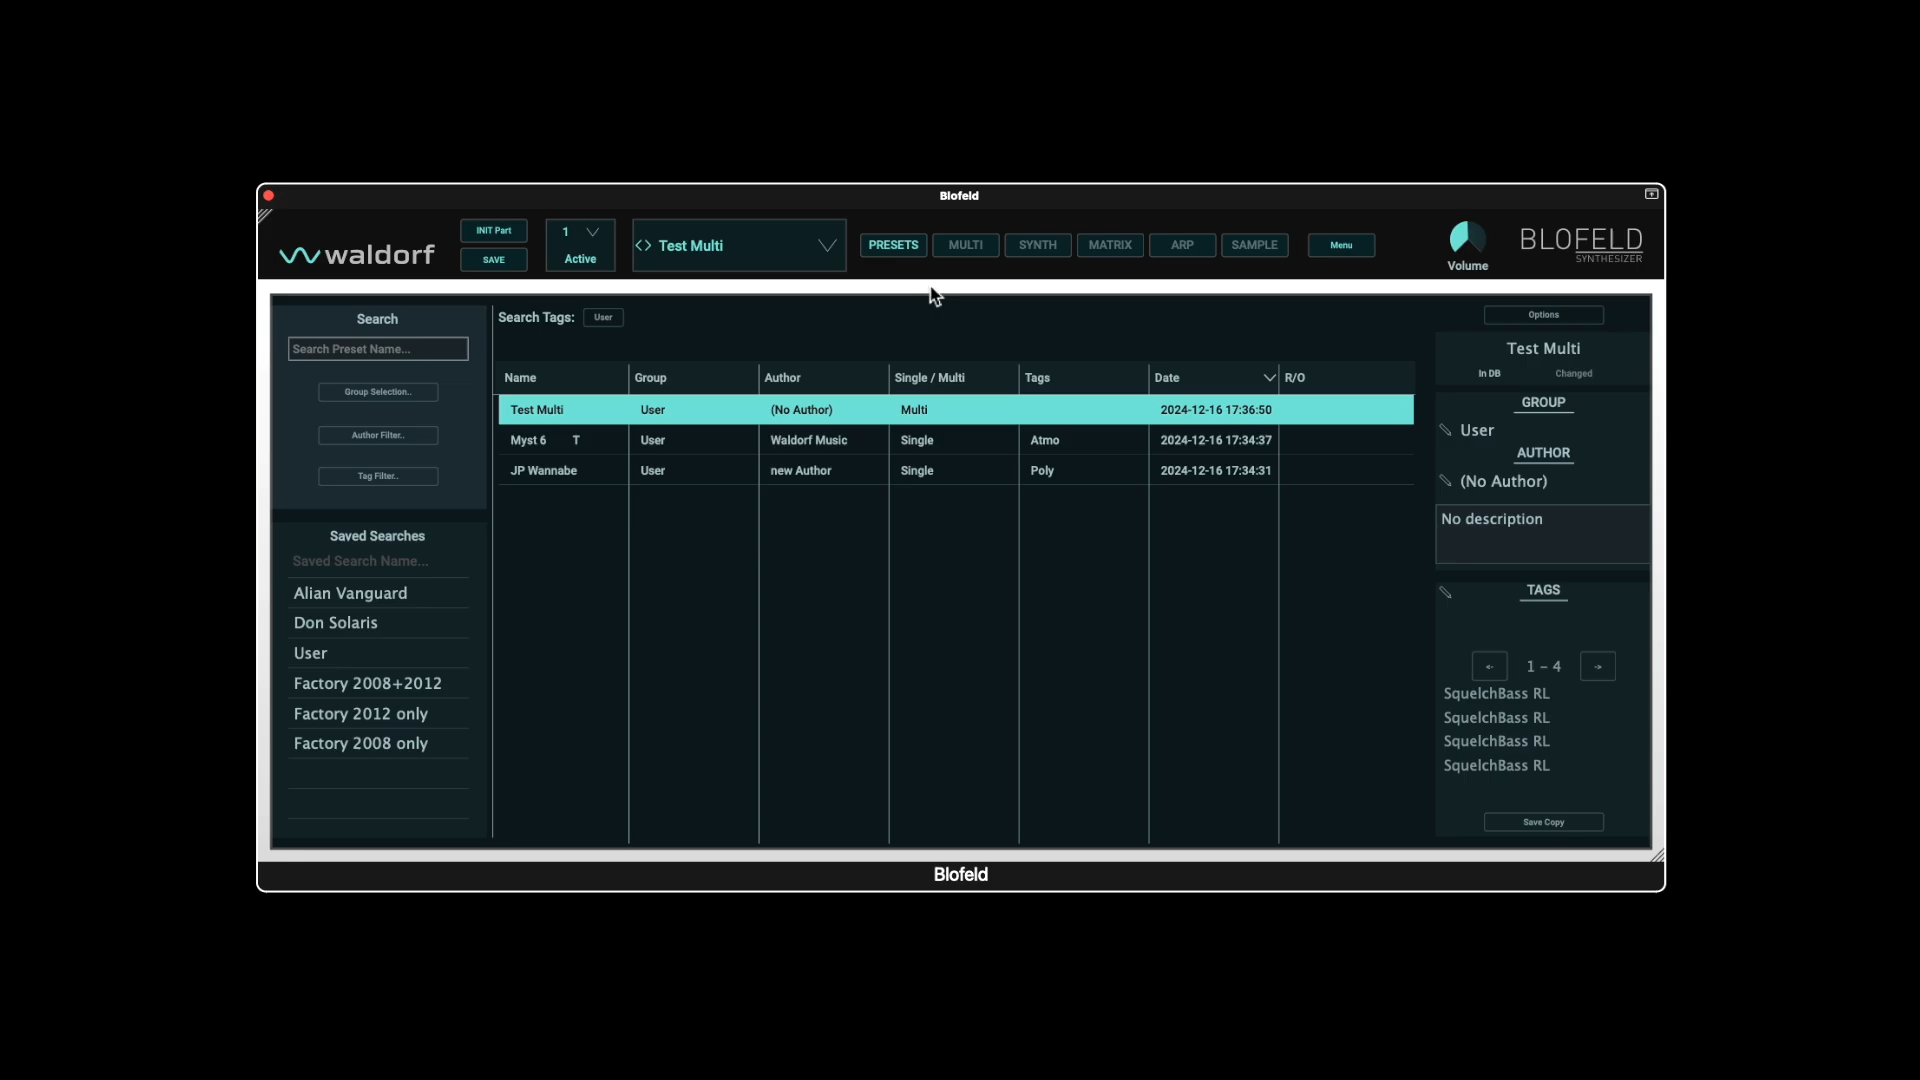 Blofeld
waldorf
INIT Part
SAVE
1
Active
<> Test Multi
PRESETS
MULTI
SYNTH
MATRIX
ARP
SAMPLE
Menu
Volume
BLOFELD
SYNTHESIZER
Search
Search Preset Name...
Group Selection..
Author Filter..
Tag Filter..
Saved Searches
Saved Search Name...
Alian Vanguard
Don Solaris
User
Factory 2008+2012
Factory 2012 only
Factory 2008 only
Search Tags: User
Name Group Author Single / Multi Tags Date R/O
Test Multi User (No Author) Multi 2024-12-16 17:36:50
Myst 6 T User Waldorf Music Single Atmo 2024-12-16 17:34:37
JP Wannabe User new Author Single Poly 2024-12-16 17:34:31
Options
Test Multi
In DB Changed
GROUP
User
AUTHOR
(No Author)
No description
TAGS
<- 1 – 4 ->
SquelchBass RL
SquelchBass RL
SquelchBass RL
SquelchBass RL
Save Copy
Blofeld